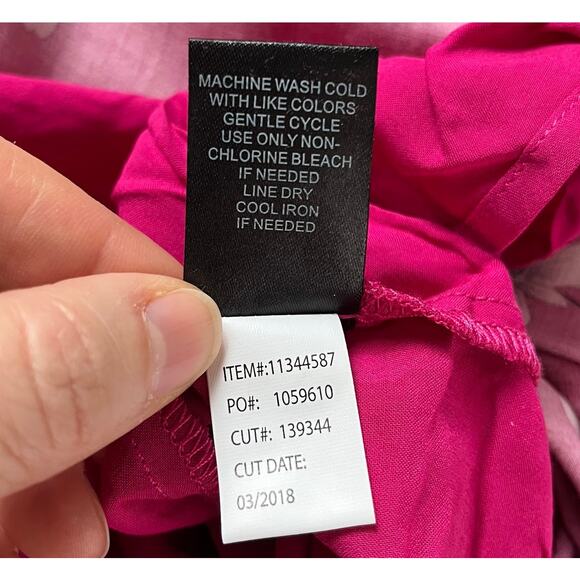 MACHINE WASH COLD
WITH LIKE COLORS
GENTLE CYCLE
USE ONLY NON-
CHLORINE BLEACH
IF NEEDED
LINE DRY
COOL IRON
IF NEEDED
ITEM#:11344587
PO#: 1059610
CUT#: 139344
CUT DATE:
03/2018